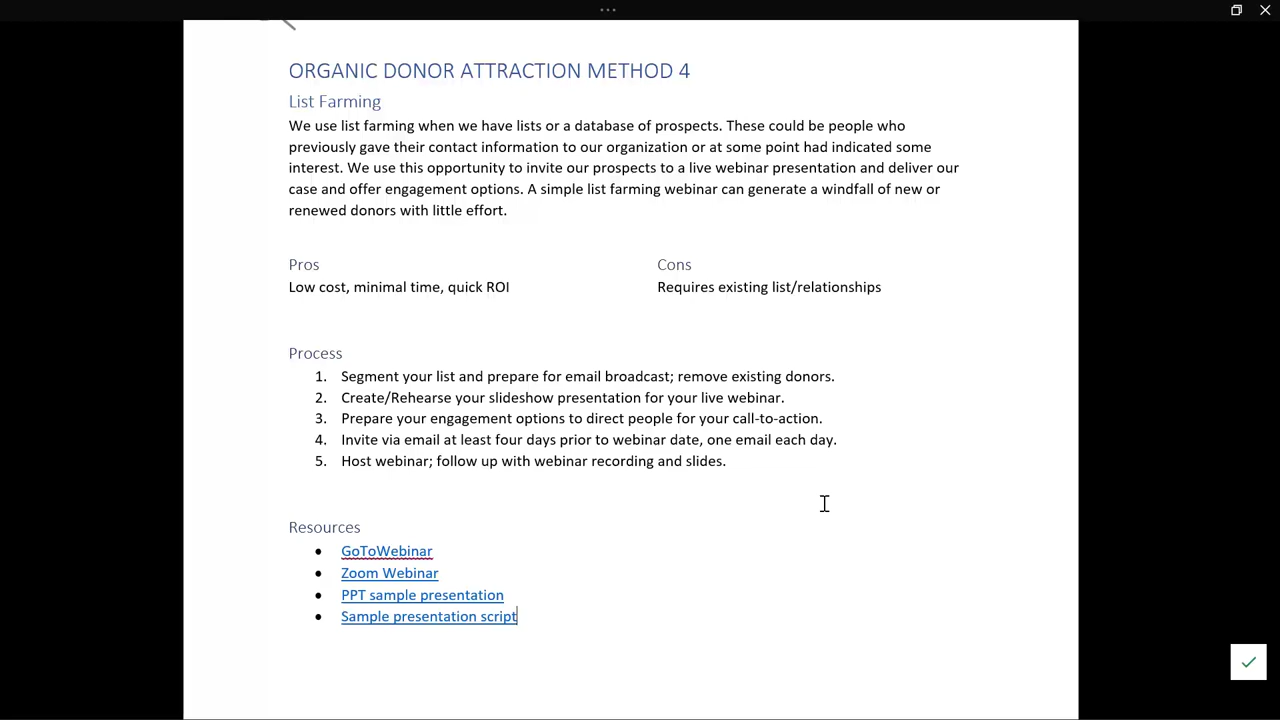 ORGANIC DONOR ATTRACTION METHOD 4
List Farming
We use list farming when we have lists or a database of prospects. These could be people who
previously gave their contact information to our organization or at some point had indicated some
interest. We use this opportunity to invite our prospects to a live webinar presentation and deliver our
case and offer engagement options. A simple list farming webinar can generate a windfall of new or
renewed donors with little effort.
Pros
Low cost, minimal time, quick ROI
Cons
Requires existing list/relationships
Process
1. Segment your list and prepare for email broadcast; remove existing donors.
2. Create/Rehearse your slideshow presentation for your live webinar.
3. Prepare your engagement options to direct people for your call-to-action.
4. Invite via email at least four days prior to webinar date, one email each day.
5. Host webinar; follow up with webinar recording and slides.
Resources
• GoToWebinar
• Zoom Webinar
• PPT sample presentation
• Sample presentation script